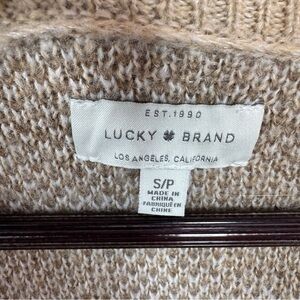 EST.1990
LUCKY BRAND
LOS ANGELES, CALIFORNIA
S/P
MADE IN
CHINA
FABRIQUÉ EN
CHINE